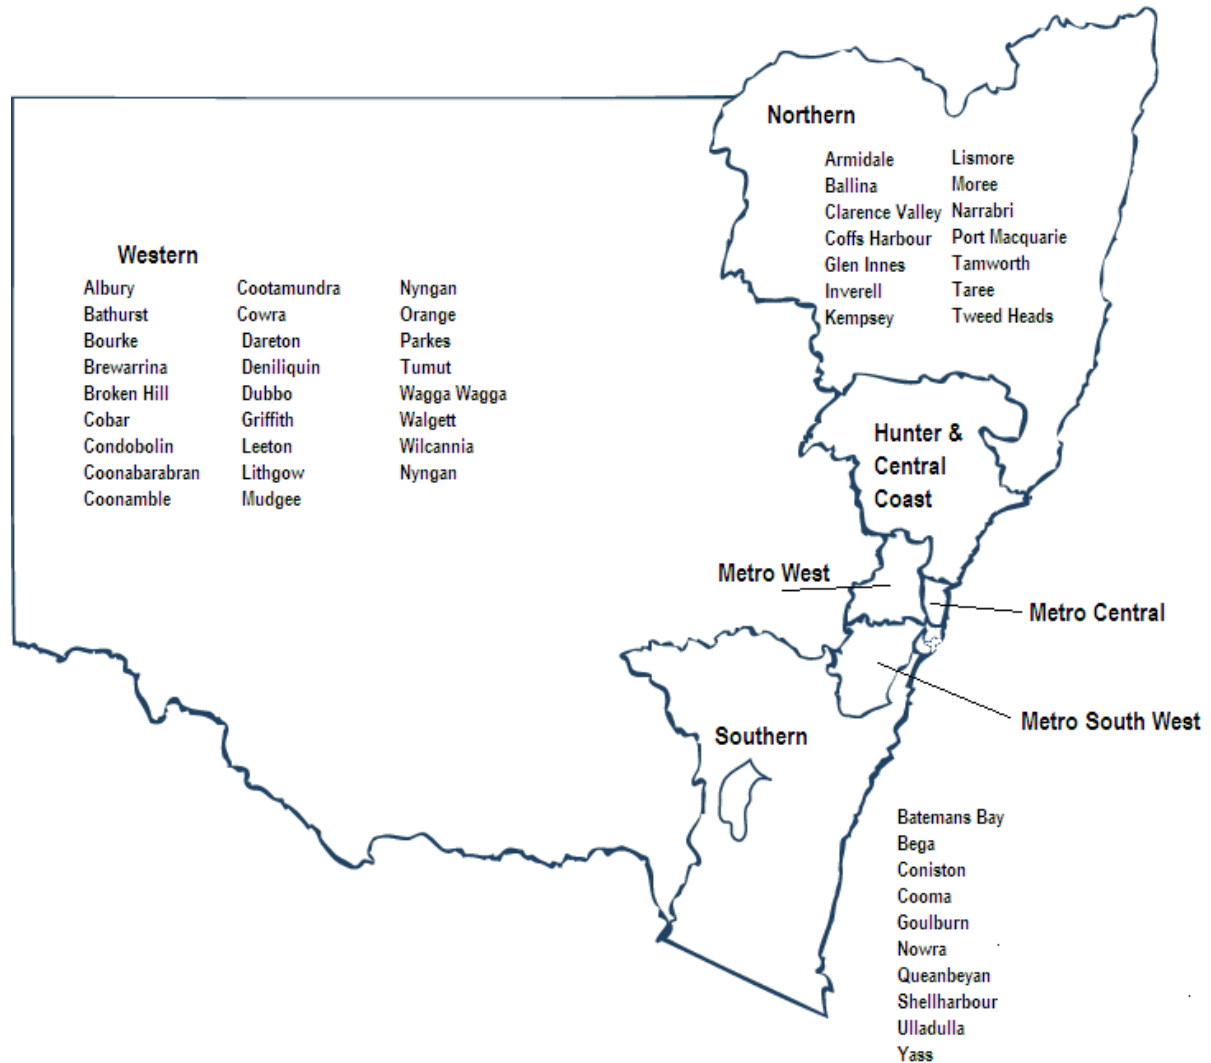 Northern
Armidale
Ballina
Clarence Valley
Coffs Harbour
Glen Innes
Inverell
Kempsey
Lismore
Moree
Narrabri
Port Macquarie
Tamworth
Taree
Tweed Heads
Western
Albury
Bathurst
Bourke
Brewarrina
Broken Hill
Cobar
Condobolin
Coonabarabran
Coonamble
Cootamundra
Cowra
Dareton
Deniliquin
Dubbo
Griffith
Leeton
Lithgow
Mudgee
Nyngan
Orange
Parkes
Tumut
Wagga Wagga
Walgett
Wilcannia
Nyngan
Hunter &
Central
Coast
Metro West
Metro Central
Metro South West
Southern
Batemans Bay
Bega
Coniston
Cooma
Goulburn
Nowra
Queanbeyan
Shellharbour
Ulladulla
Yass